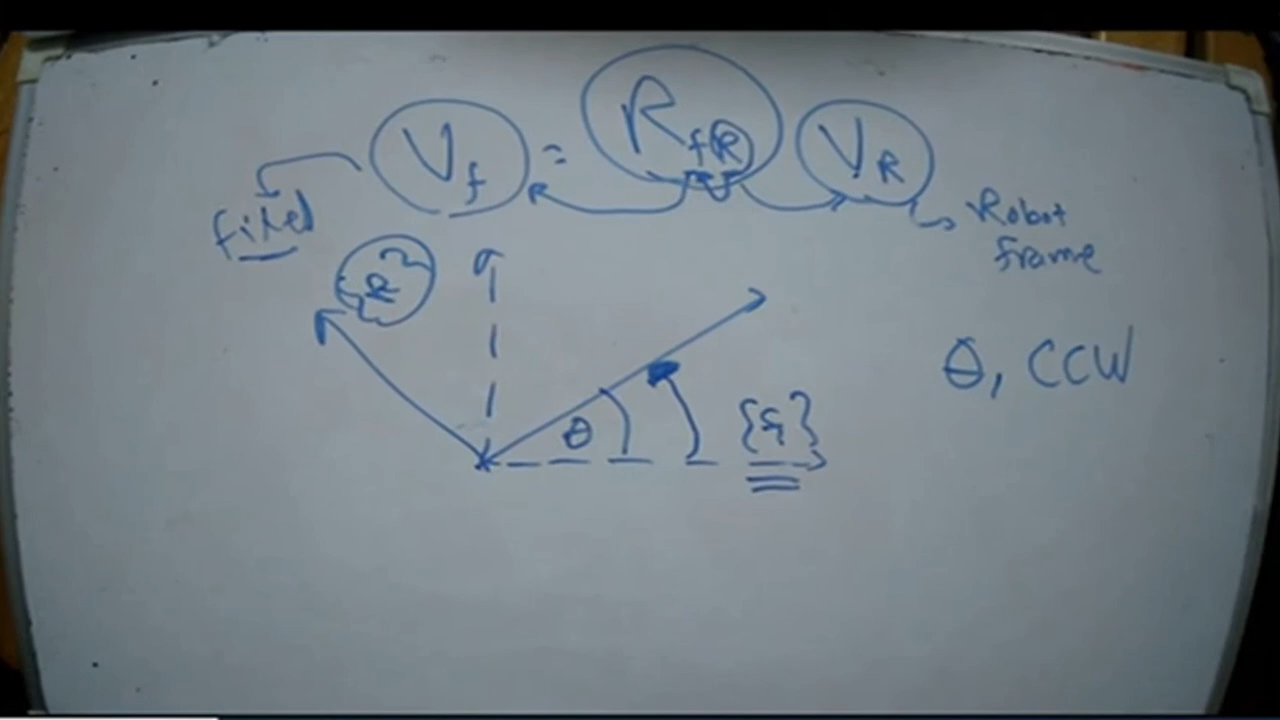 V_f = R_fR V_R
fixed
Robot
frame
{R}
θ, CCW
θ